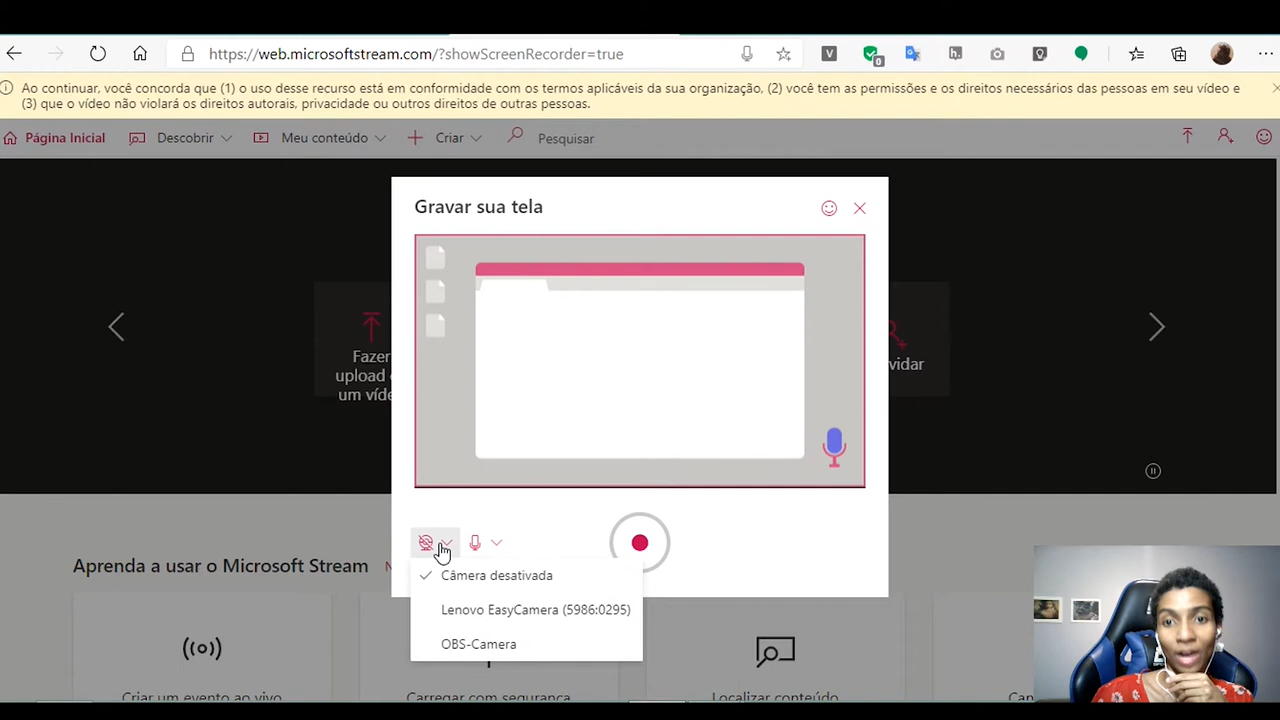 https://web.microsoftstream.com/?showScreenRecorder=true
Ao continuar, você concorda que (1) o uso desse recurso está em conformidade com os termos aplicáveis da sua organização, (2) você tem as permissões e os direitos necessários das pessoas em seu vídeo e
(3) que o vídeo não violará os direitos autorais, privacidade ou outros direitos de outras pessoas.
Página Inicial Descobrir Meu conteúdo Criar Pesquisar
Gravar sua tela
Fazer
upload
um víde
vidar
Câmera desativada
Lenovo EasyCamera (5986:0295)
OBS-Camera
Aprenda a usar o Microsoft Stream
Criar um evento ao vivo
Carregar com segurança
Localizar conteúdo